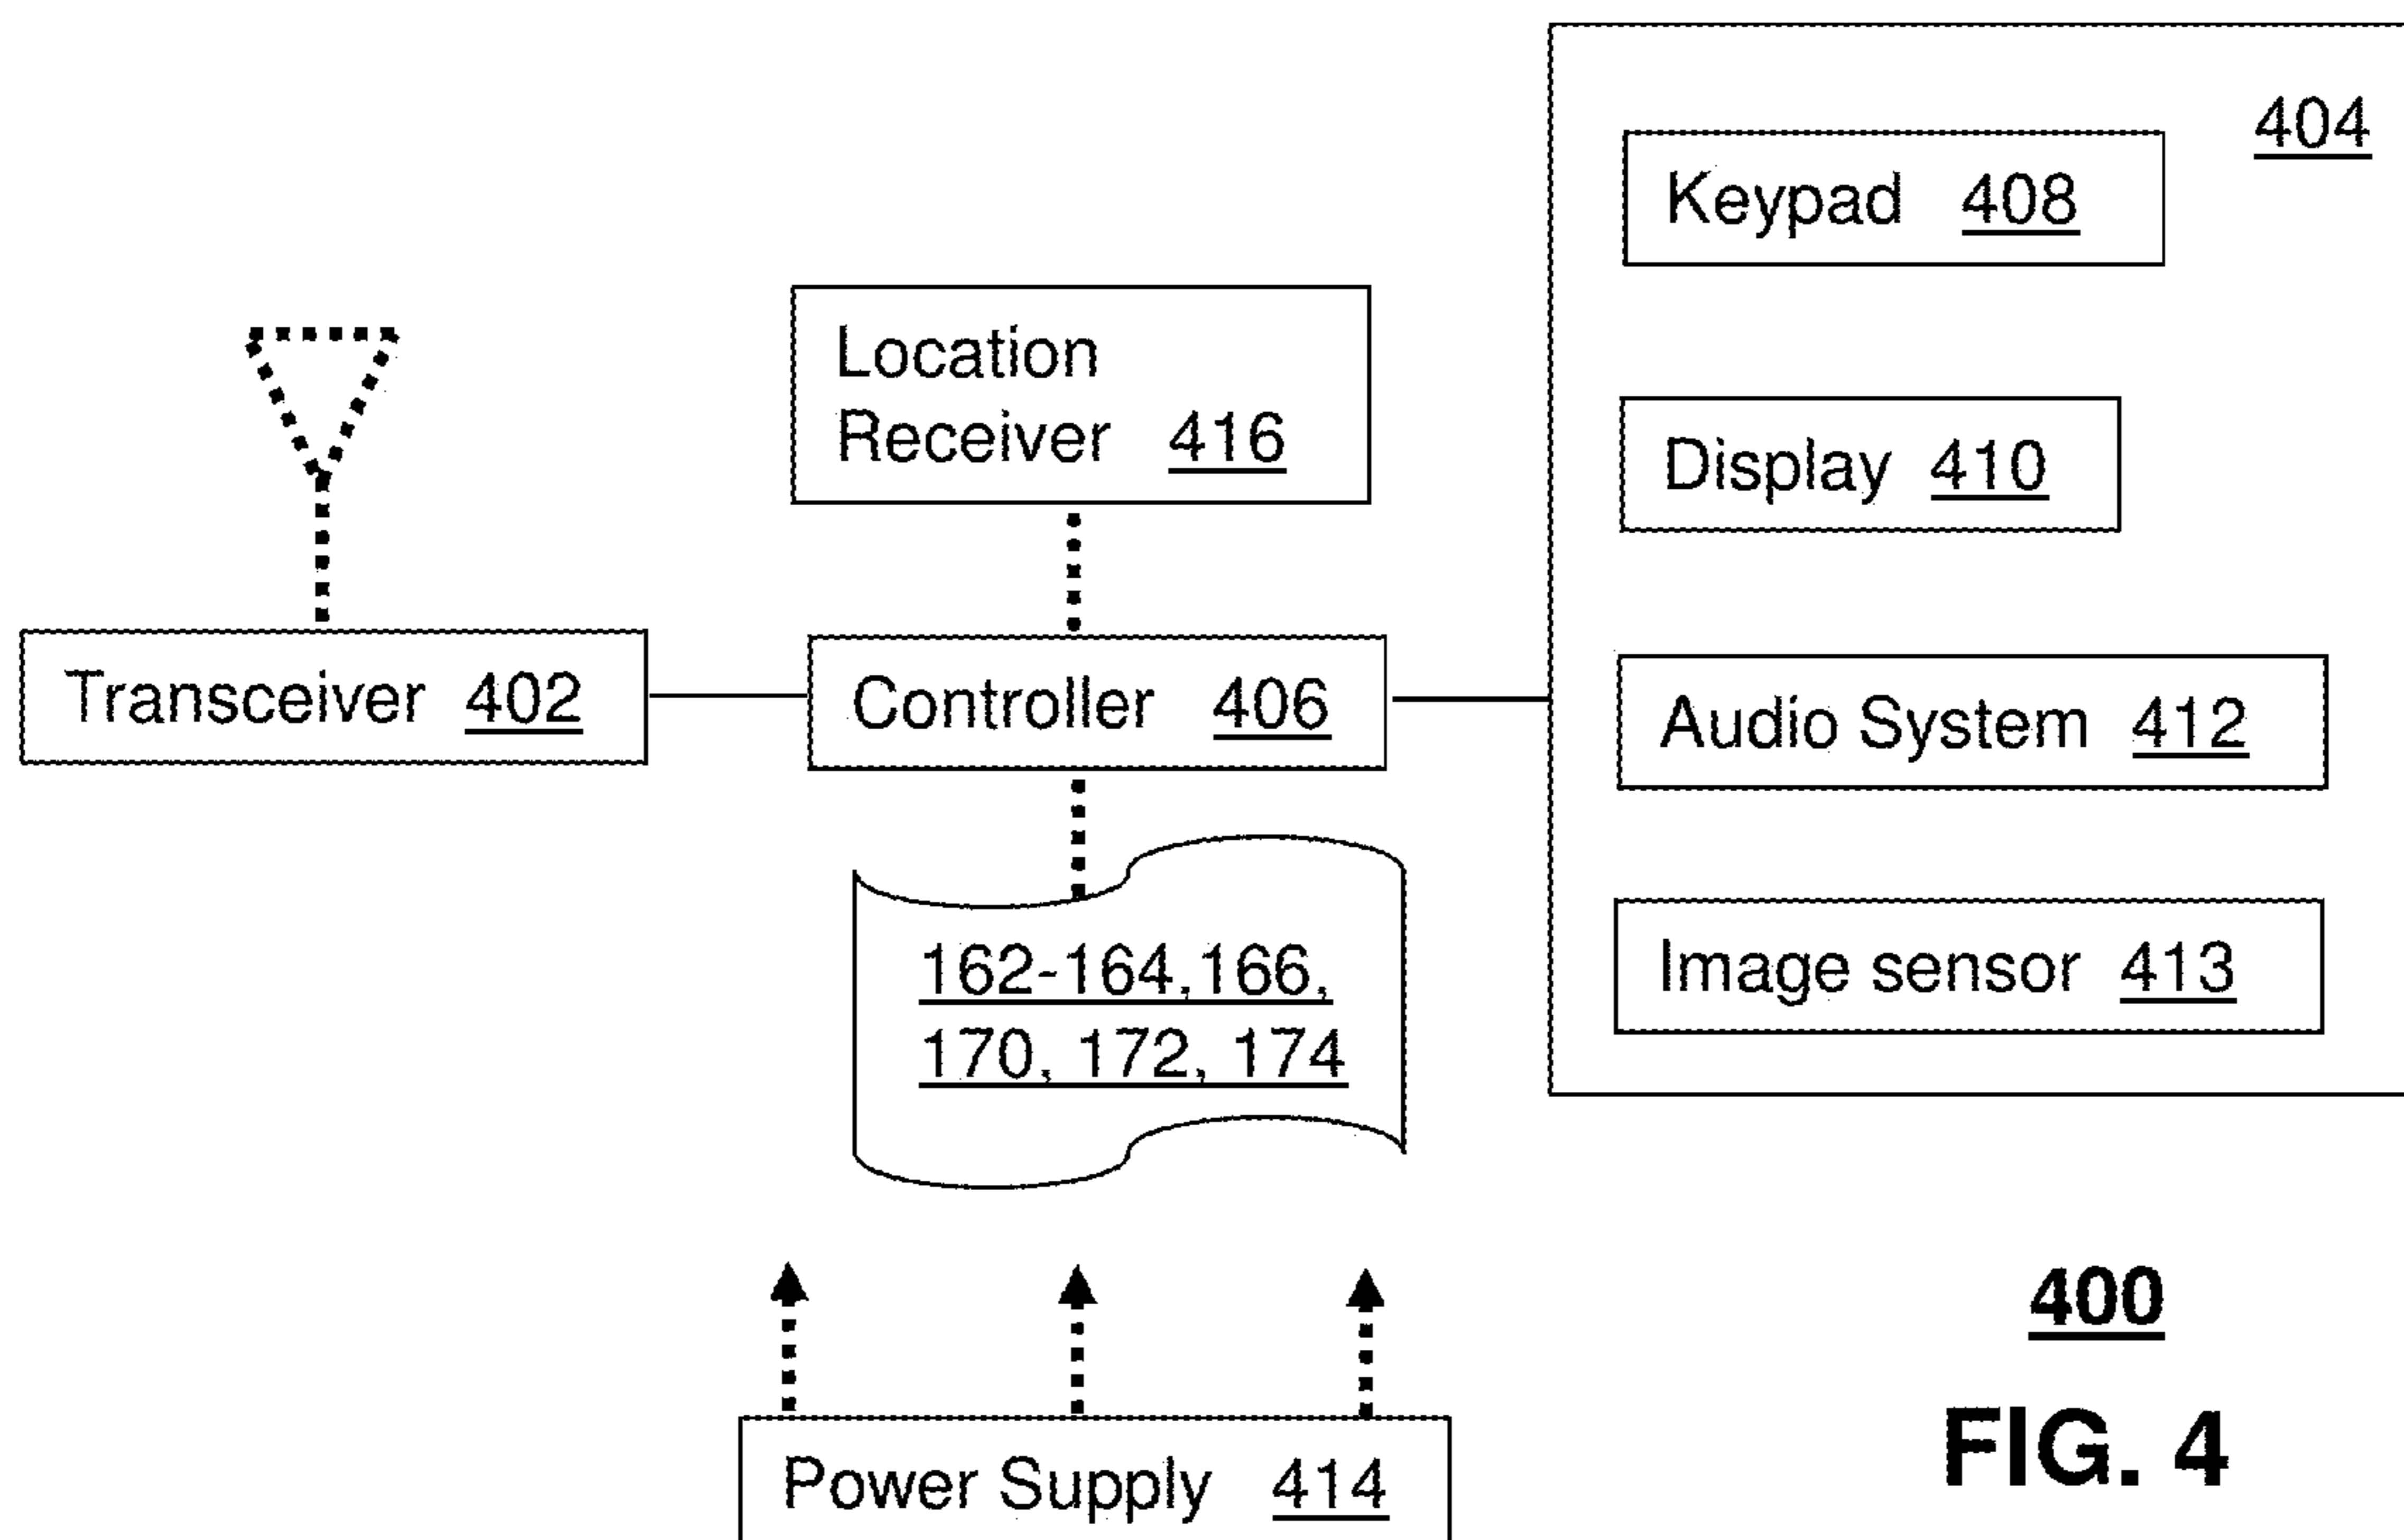 404
Keypad 408
Location
Receiver 416
Display 410
Transceiver 402
Controller 406
Audio System 412
162-164,166,
170, 172, 174
Image sensor 413
400
FIG. 4
Power Supply 414